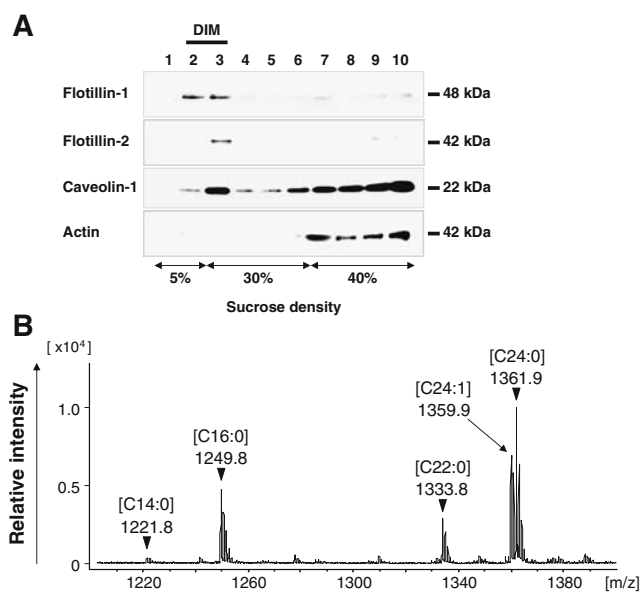 A
DIM
1 2 3 4 5 6 7 8 9 10
Flotillin-1 48 kDa
Flotillin-2 42 kDa
Caveolin-1 22 kDa
Actin 42 kDa
5% 30% 40%
Sucrose density
B
[ x10⁴]
Relative intensity
1.0
0.5
0
[C14:0]
1221.8
[C16:0]
1249.8
[C22:0]
1333.8
[C24:1]
1359.9
[C24:0]
1361.9
1220 1260 1300 1340 1380 [m/z]